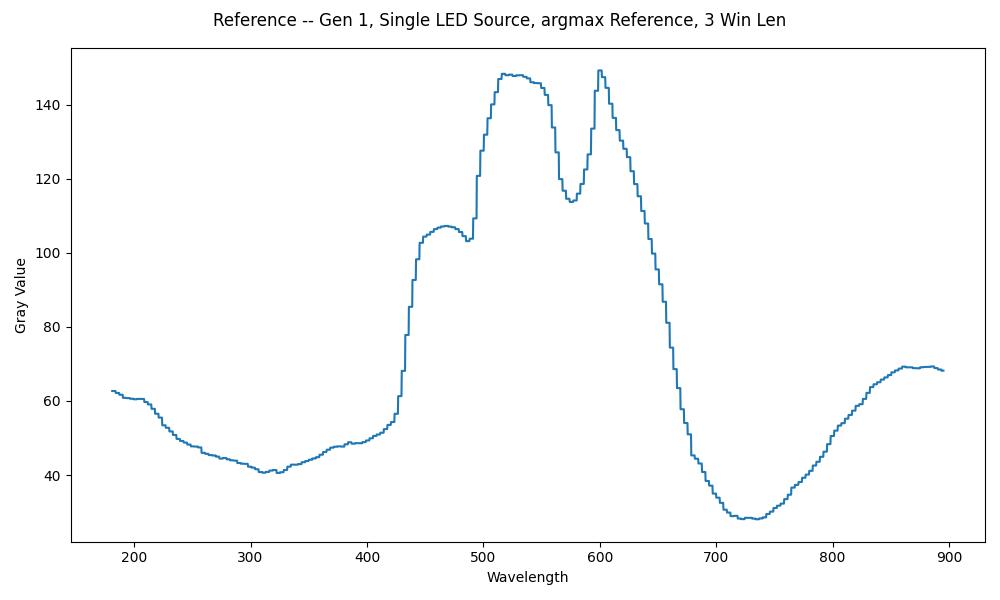 Reference -- Gen 1, Single LED Source, argmax Reference, 3 Win Len
140
120
100
80
60
40
Gray Value
200 300 400 500 600 700 800 900
Wavelength